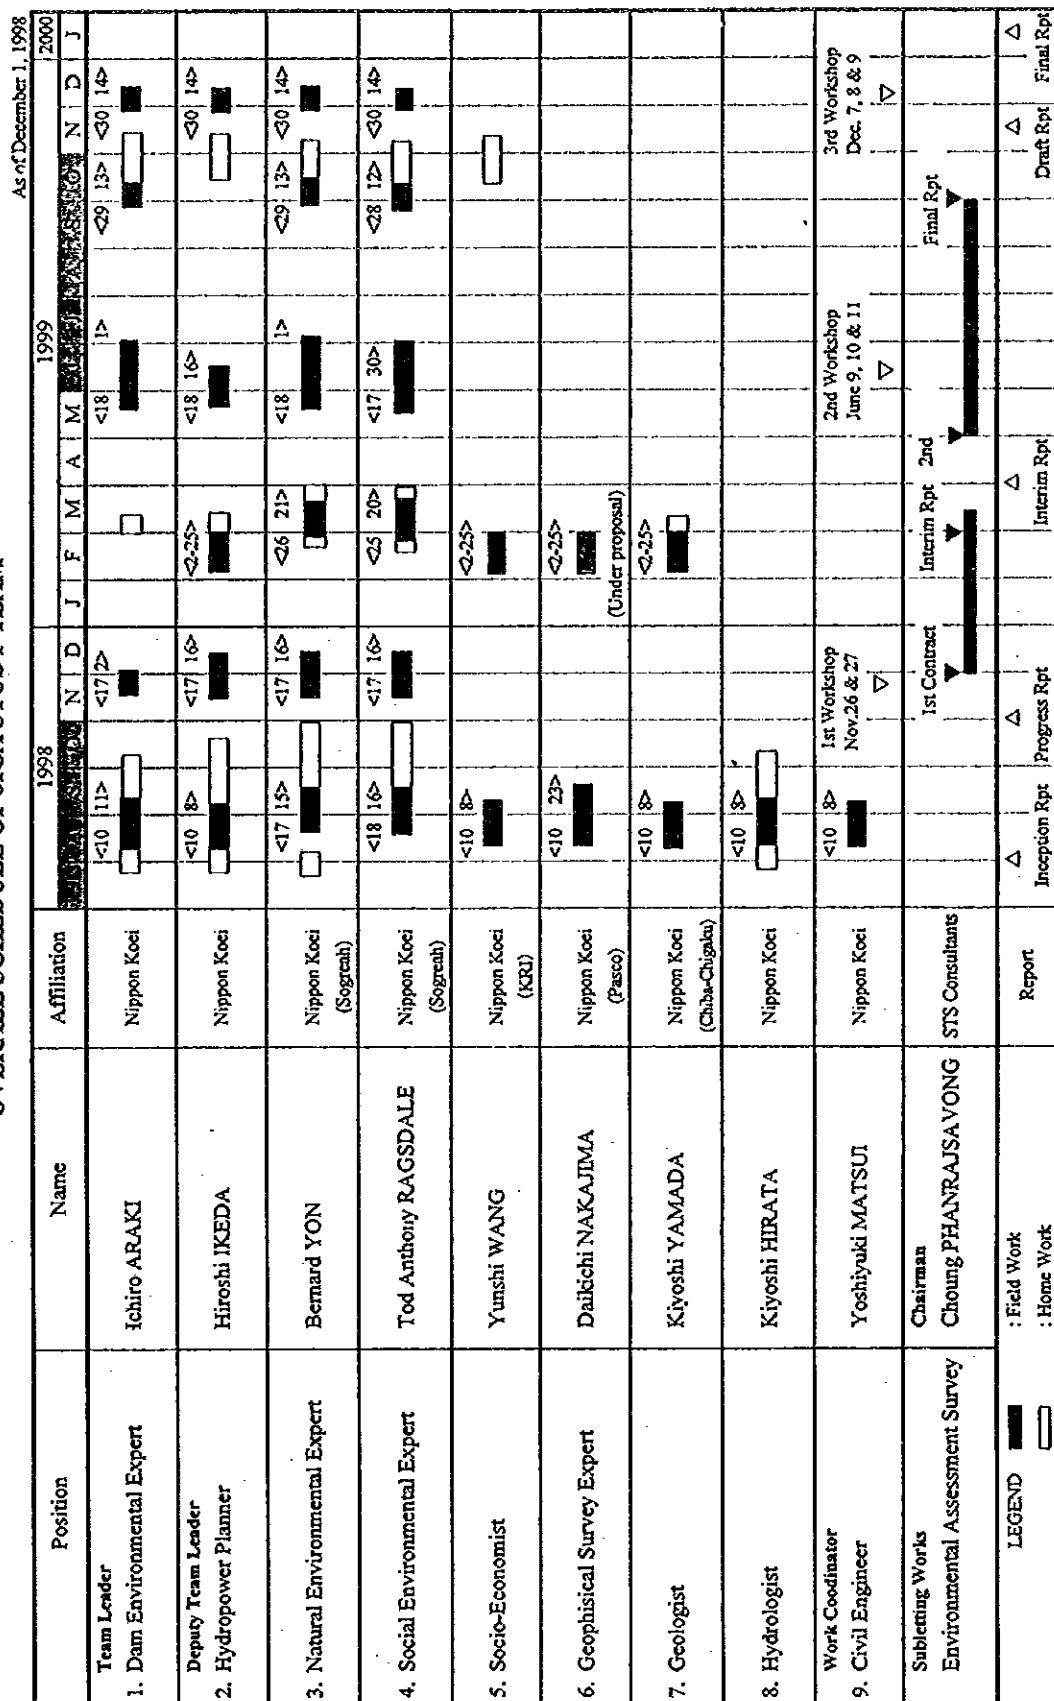 As of December 1, 1998
Position Name Affiliation 1998 1999 2000
N D J F M A M N D J
Team Leader
1. Dam Environmental Expert Ichiro ARAKI Nippon Koei <10 11> <17 2> <18 1> <29 13> <30 14>
Deputy Team Leader
2. Hydropower Planner Hiroshi IKEDA Nippon Koei <10 8> <17 16> <2-25> <18 16> <30 14>
3. Natural Environmental Expert Bernard YON Nippon Koei <17 15> <17 16> <26 21> <18 1> <29 13> <30 14>
(Sogreah)
4. Social Environmental Expert Tod Anthony RAGSDALE Nippon Koei <18 16> <17 16> <25 20> <17 30> <28 12> <30 14>
(Sogreah)
5. Socio-Economist Yunshi WANG Nippon Koei <10 8> <2-25>
(KRI)
6. Geophisical Survey Expert Daikichi NAKAJIMA Nippon Koei <10 23> <2-25>
(Pasco) (Under proposal)
7. Geologist Kiyoshi YAMADA Nippon Koei <10 8> <2-25>
(Chiba-Chigaku)
8. Hydrologist Kiyoshi HIRATA Nippon Koei <10 8>
Work Coodinator 1st Workshop 2nd Workshop 3rd Workshop
9. Civil Engineer Yoshiyuki MATSUI Nippon Koei <10 8> Nov.26 & 27 June 9, 10 & 11 Dec. 7, 8 & 9
Subletting Works Chairman 1st Contract Interim Rpt 2nd Final Rpt
Environmental Assessment Survey Choung PHANRAJSAVONG STS Consultants
LEGEND : Field Work Report
: Home Work Inception Rpt Progress Rpt Interim Rpt Draft Rpt Final Rpt